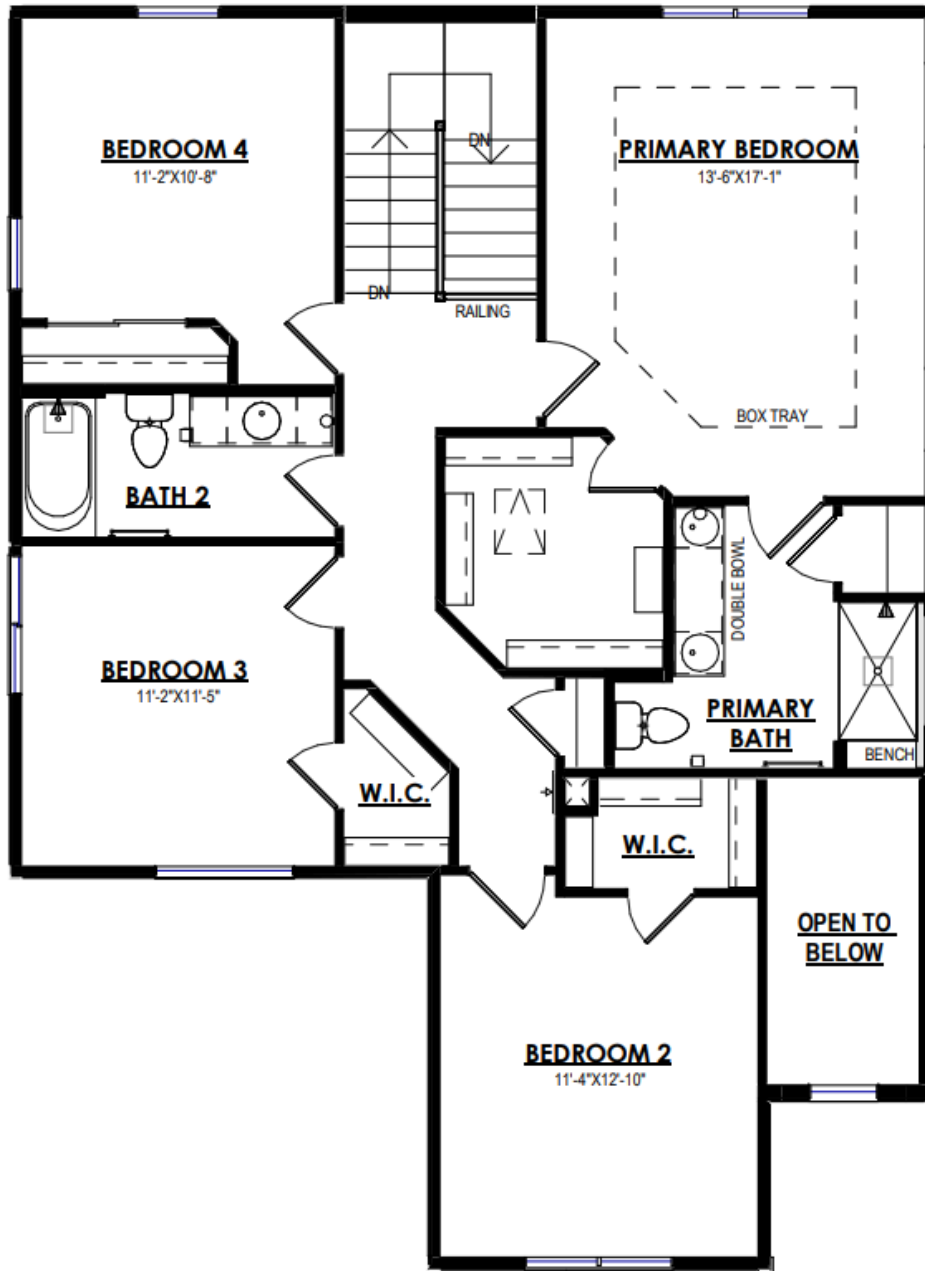 BEDROOM 4
11'-2"X10'-8"
DN
DN
RAILING
PRIMARY BEDROOM
13'-6"X17'-1"
BOX TRAY
BATH 2
DOUBLE BOWL
BEDROOM 3
11'-2"X11'-5"
W.I.C.
PRIMARY
BATH
BENCH
W.I.C.
OPEN TO
BELOW
BEDROOM 2
11'-4"X12'-10"